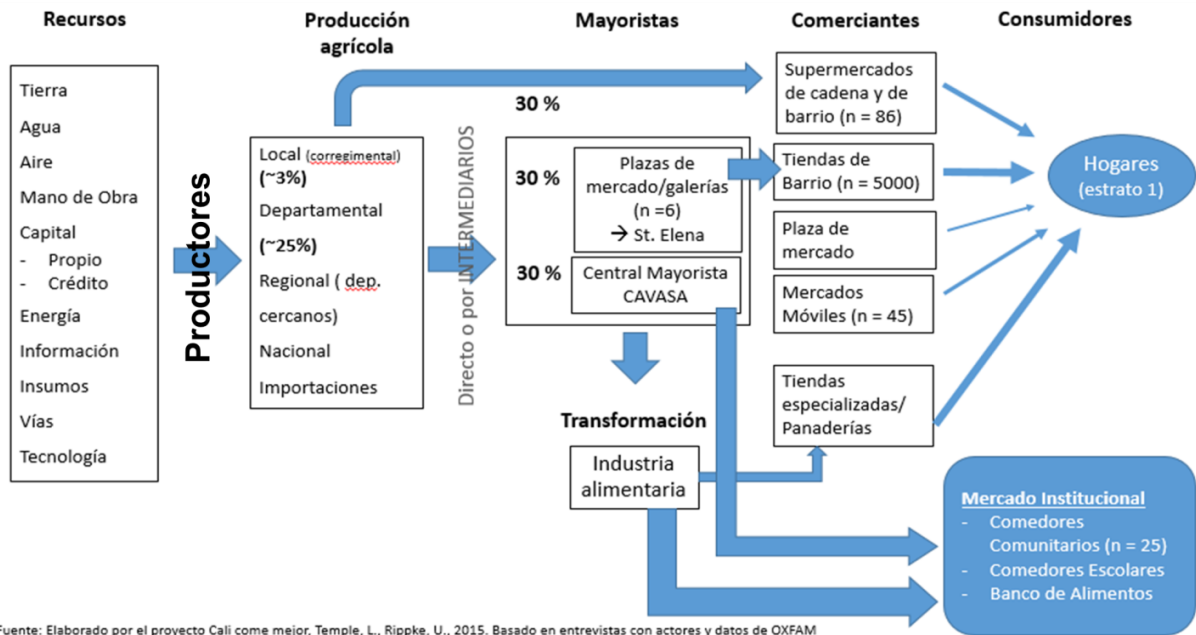 Recursos
Producción
agrícola
Mayoristas
Comerciantes
Consumidores
Tierra
Agua
Aire
Mano de Obra
Capital
- Propio
- Crédito
Energía
Información
Insumos
Vías
Tecnología
Productores
Local (corregimental)
(~3%)
Departamental
(~25%)
Regional ( dep.
cercanos)
Nacional
Importaciones
Directo o por INTERMEDIARIOS
30 %
30 %
Plazas de
mercado/galerías
(n =6)
→ St. Elena
30 %
Central Mayorista
CAVASA
Transformación
Industria
alimentaria
Supermercados
de cadena y de
barrio (n = 86)
Tiendas de
Barrio (n = 5000)
Plaza de
mercado
Mercados
Móviles (n = 45)
Tiendas
especializadas/
Panaderías
Hogares
(estrato 1)
Mercado Institucional
- Comedores
Comunitarios (n = 25)
- Comedores Escolares
- Banco de Alimentos
Fuente: Elaborado por el proyecto Cali come mejor. Temple, L., Rippke, U., 2015. Basado en entrevistas con actores y datos de OXFAM